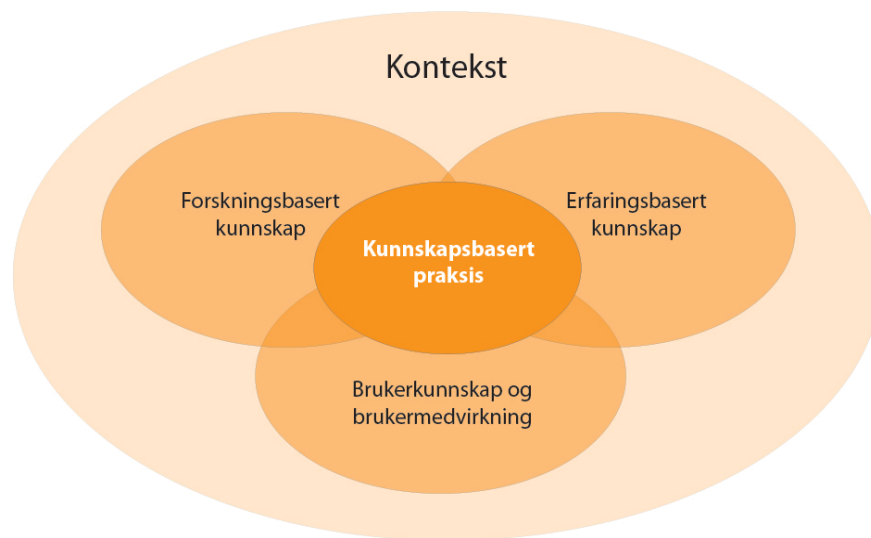 Kontekst
Forskningsbasert
kunnskap
Erfaringsbasert
kunnskap
Kunnskapsbasert
praksis
Brukerkunnskap og
brukermedvirkning